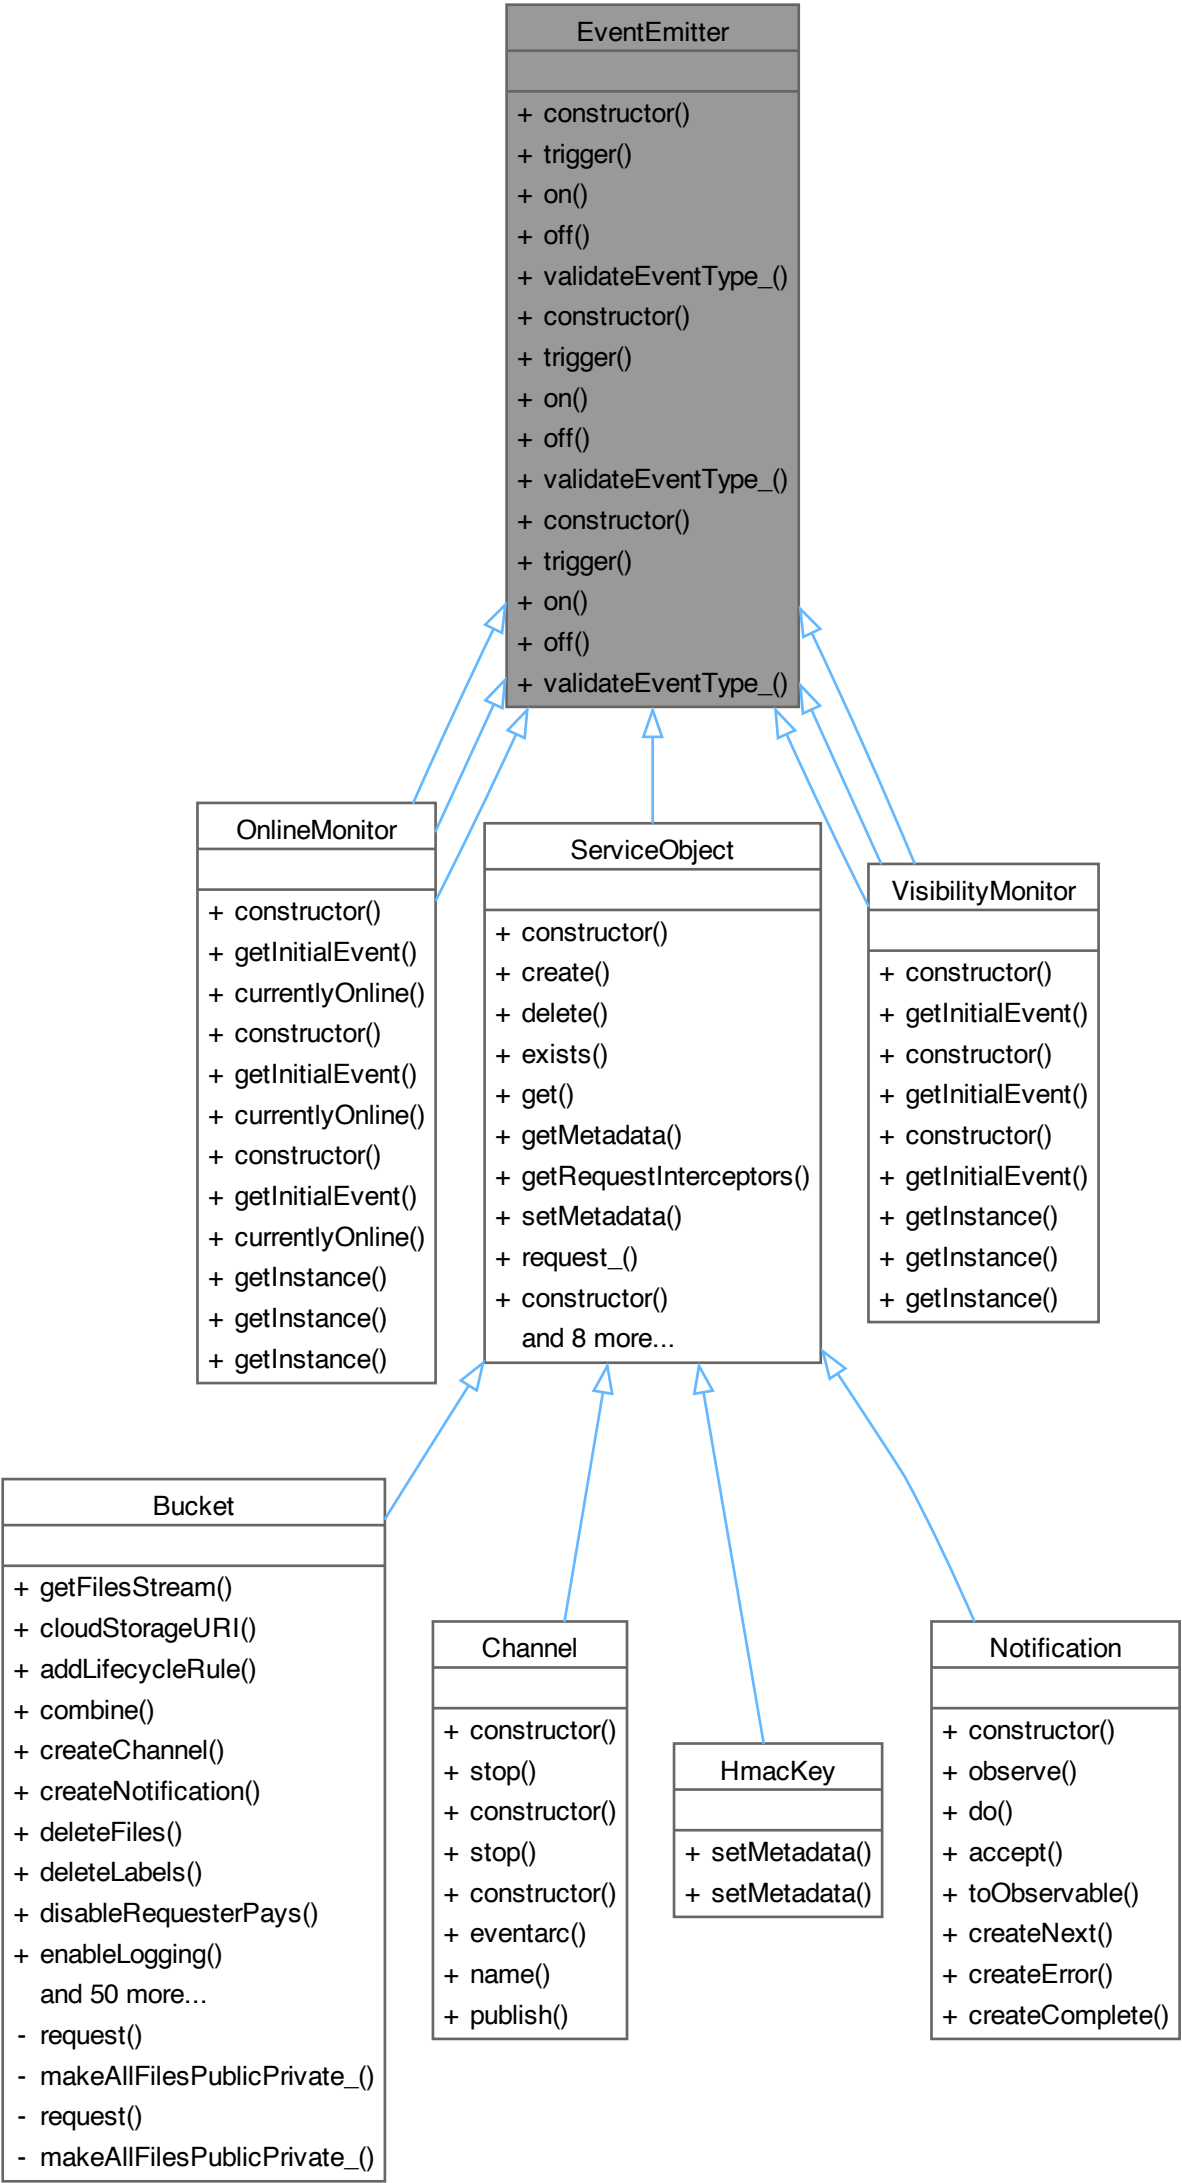 EventEmitter
+ constructor()
+ trigger()
+ on()
+ off()
+ validateEventType_()
+ constructor()
+ trigger()
+ on()
+ off()
+ validateEventType_()
+ constructor()
+ trigger()
+ on()
+ off()
+ validateEventType_()
OnlineMonitor
+ constructor()
+ getInitialEvent()
+ currentlyOnline()
+ constructor()
+ getInitialEvent()
+ currentlyOnline()
+ constructor()
+ getInitialEvent()
+ currentlyOnline()
+ getInstance()
+ getInstance()
+ getInstance()
ServiceObject
+ constructor()
+ create()
+ delete()
+ exists()
+ get()
+ getMetadata()
+ getRequestInterceptors()
+ setMetadata()
+ request_()
+ constructor()
and 8 more...
VisibilityMonitor
+ constructor()
+ getInitialEvent()
+ constructor()
+ getInitialEvent()
+ constructor()
+ getInitialEvent()
+ getInstance()
+ getInstance()
+ getInstance()
Bucket
+ getFilesStream()
+ cloudStorageURI()
+ addLifecycleRule()
+ combine()
+ createChannel()
+ createNotification()
+ deleteFiles()
+ deleteLabels()
+ disableRequesterPays()
+ enableLogging()
and 50 more...
- request()
- makeAllFilesPublicPrivate_()
- request()
- makeAllFilesPublicPrivate_()
Channel
+ constructor()
+ stop()
+ constructor()
+ stop()
+ constructor()
+ eventarc()
+ name()
+ publish()
HmacKey
+ setMetadata()
+ setMetadata()
Notification
+ constructor()
+ observe()
+ do()
+ accept()
+ toObservable()
+ createNext()
+ createError()
+ createComplete()